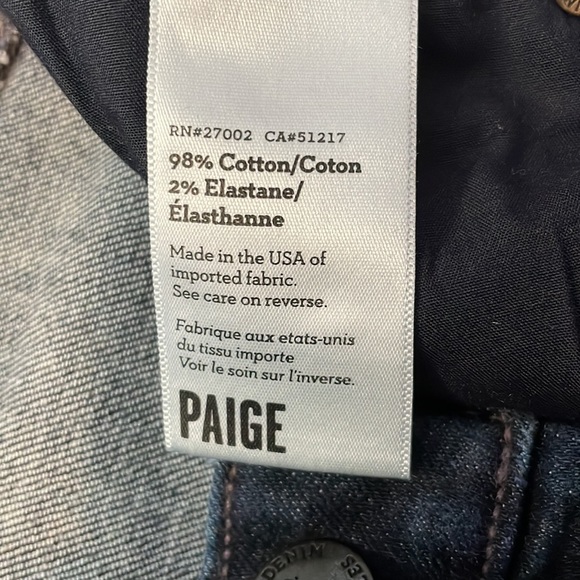 RN#27002 CA#51217
98% Cotton/Coton
2% Elastane/
Élasthanne
Made in the USA of
imported fabric.
See care on reverse.
Fabrique aux etats-unis
du tissu importe
Voir le soin sur l'inverse.
PAIGE
DENIM